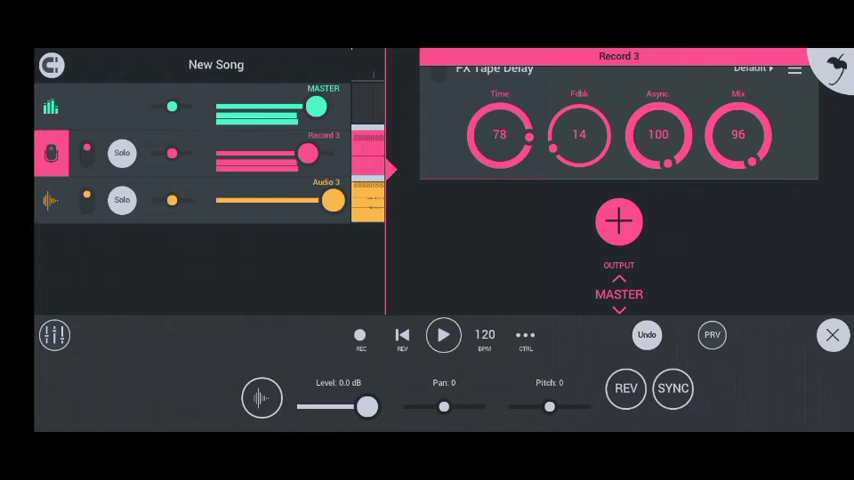 New Song
MASTER
Record 3
Solo
Audio 3
Solo
Record 3
FX Tape Delay
Default
Time
Fdbk
Async.
Mix
78
14
100
96
OUTPUT
MASTER
REC
REV
120
BPM
CTRL
Undo
PRV
Level: 0.0 dB
Pan: 0
Pitch: 0
REV
SYNC